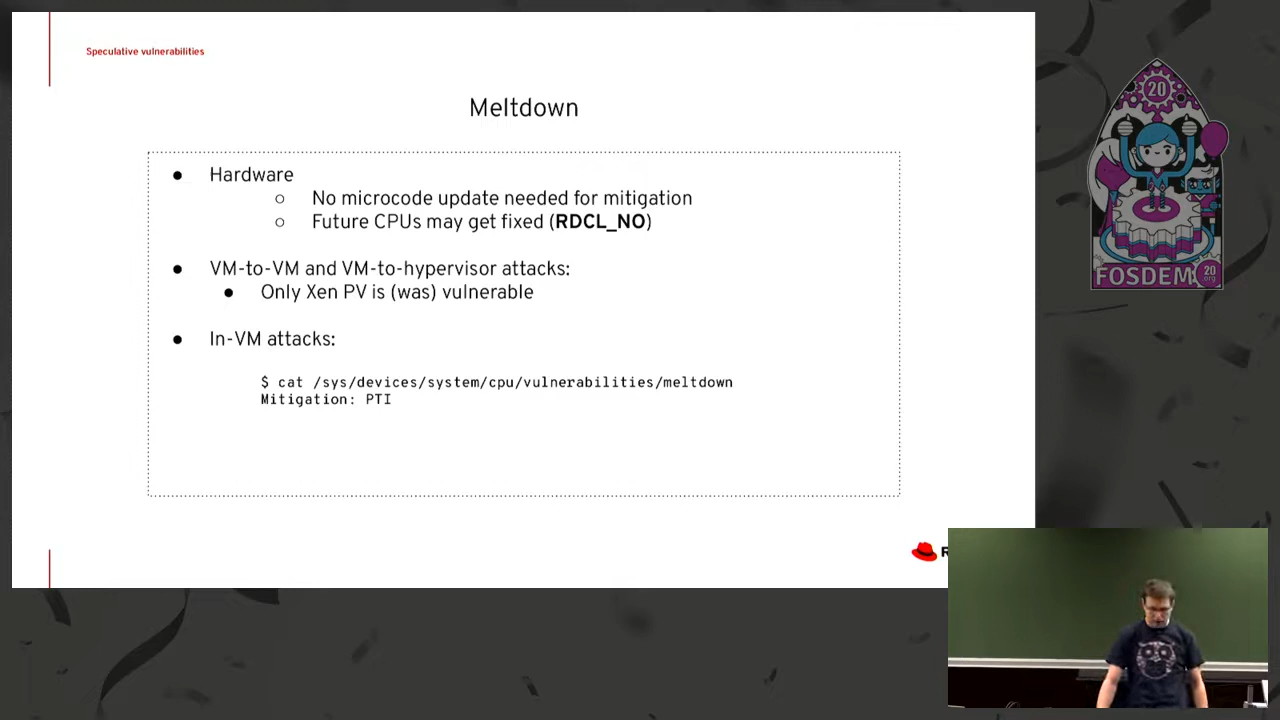 Speculative vulnerabilities
Meltdown
● Hardware
○ No microcode update needed for mitigation
○ Future CPUs may get fixed (RDCL_NO)
● VM-to-VM and VM-to-hypervisor attacks:
● Only Xen PV is (was) vulnerable
● In-VM attacks:
$ cat /sys/devices/system/cpu/vulnerabilities/meltdown
Mitigation: PTI
20
FOSDEM
20
org
R